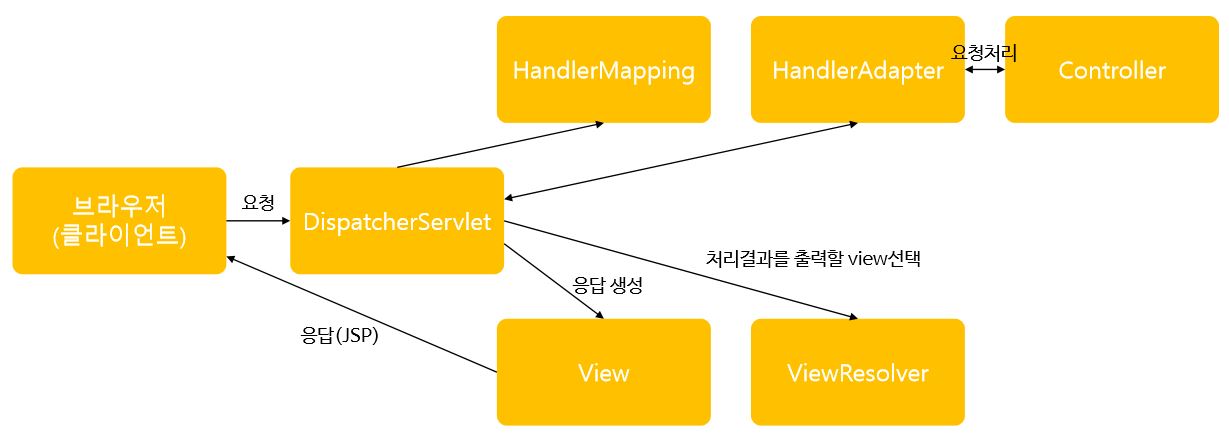 HandlerMapping
HandlerAdapter
요청처리
Controller
브라우저
(클라이언트)
요청
DispatcherServlet
처리결과를 출력할 view선택
응답 생성
응답(JSP)
View
ViewResolver